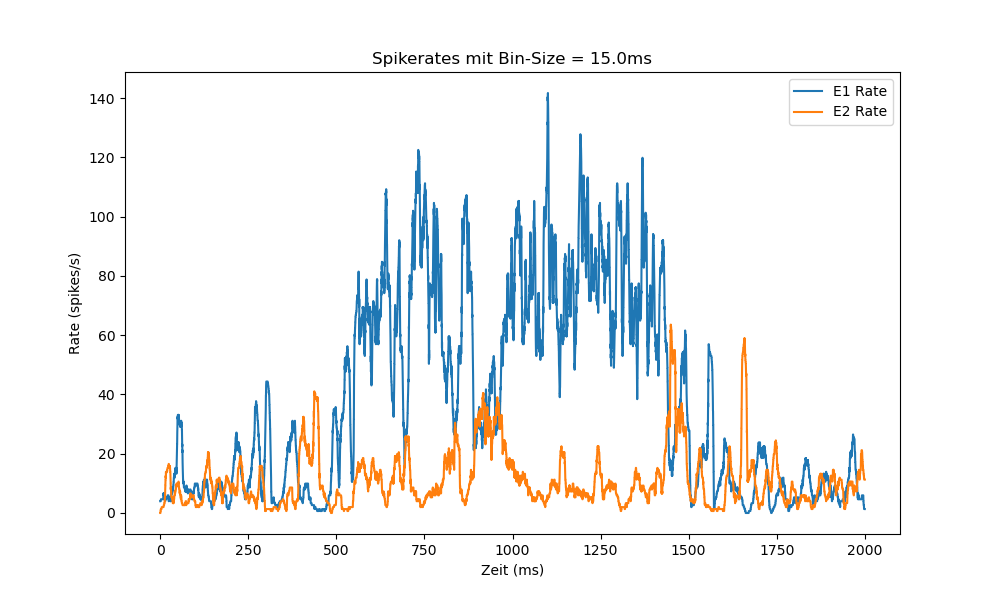 Spikerates mit Bin-Size = 15.0ms
E1 Rate
E2 Rate
140
120
100
80
60
40
20
0
Rate (spikes/s)
0 250 500 750 1000 1250 1500 1750 2000
Zeit (ms)